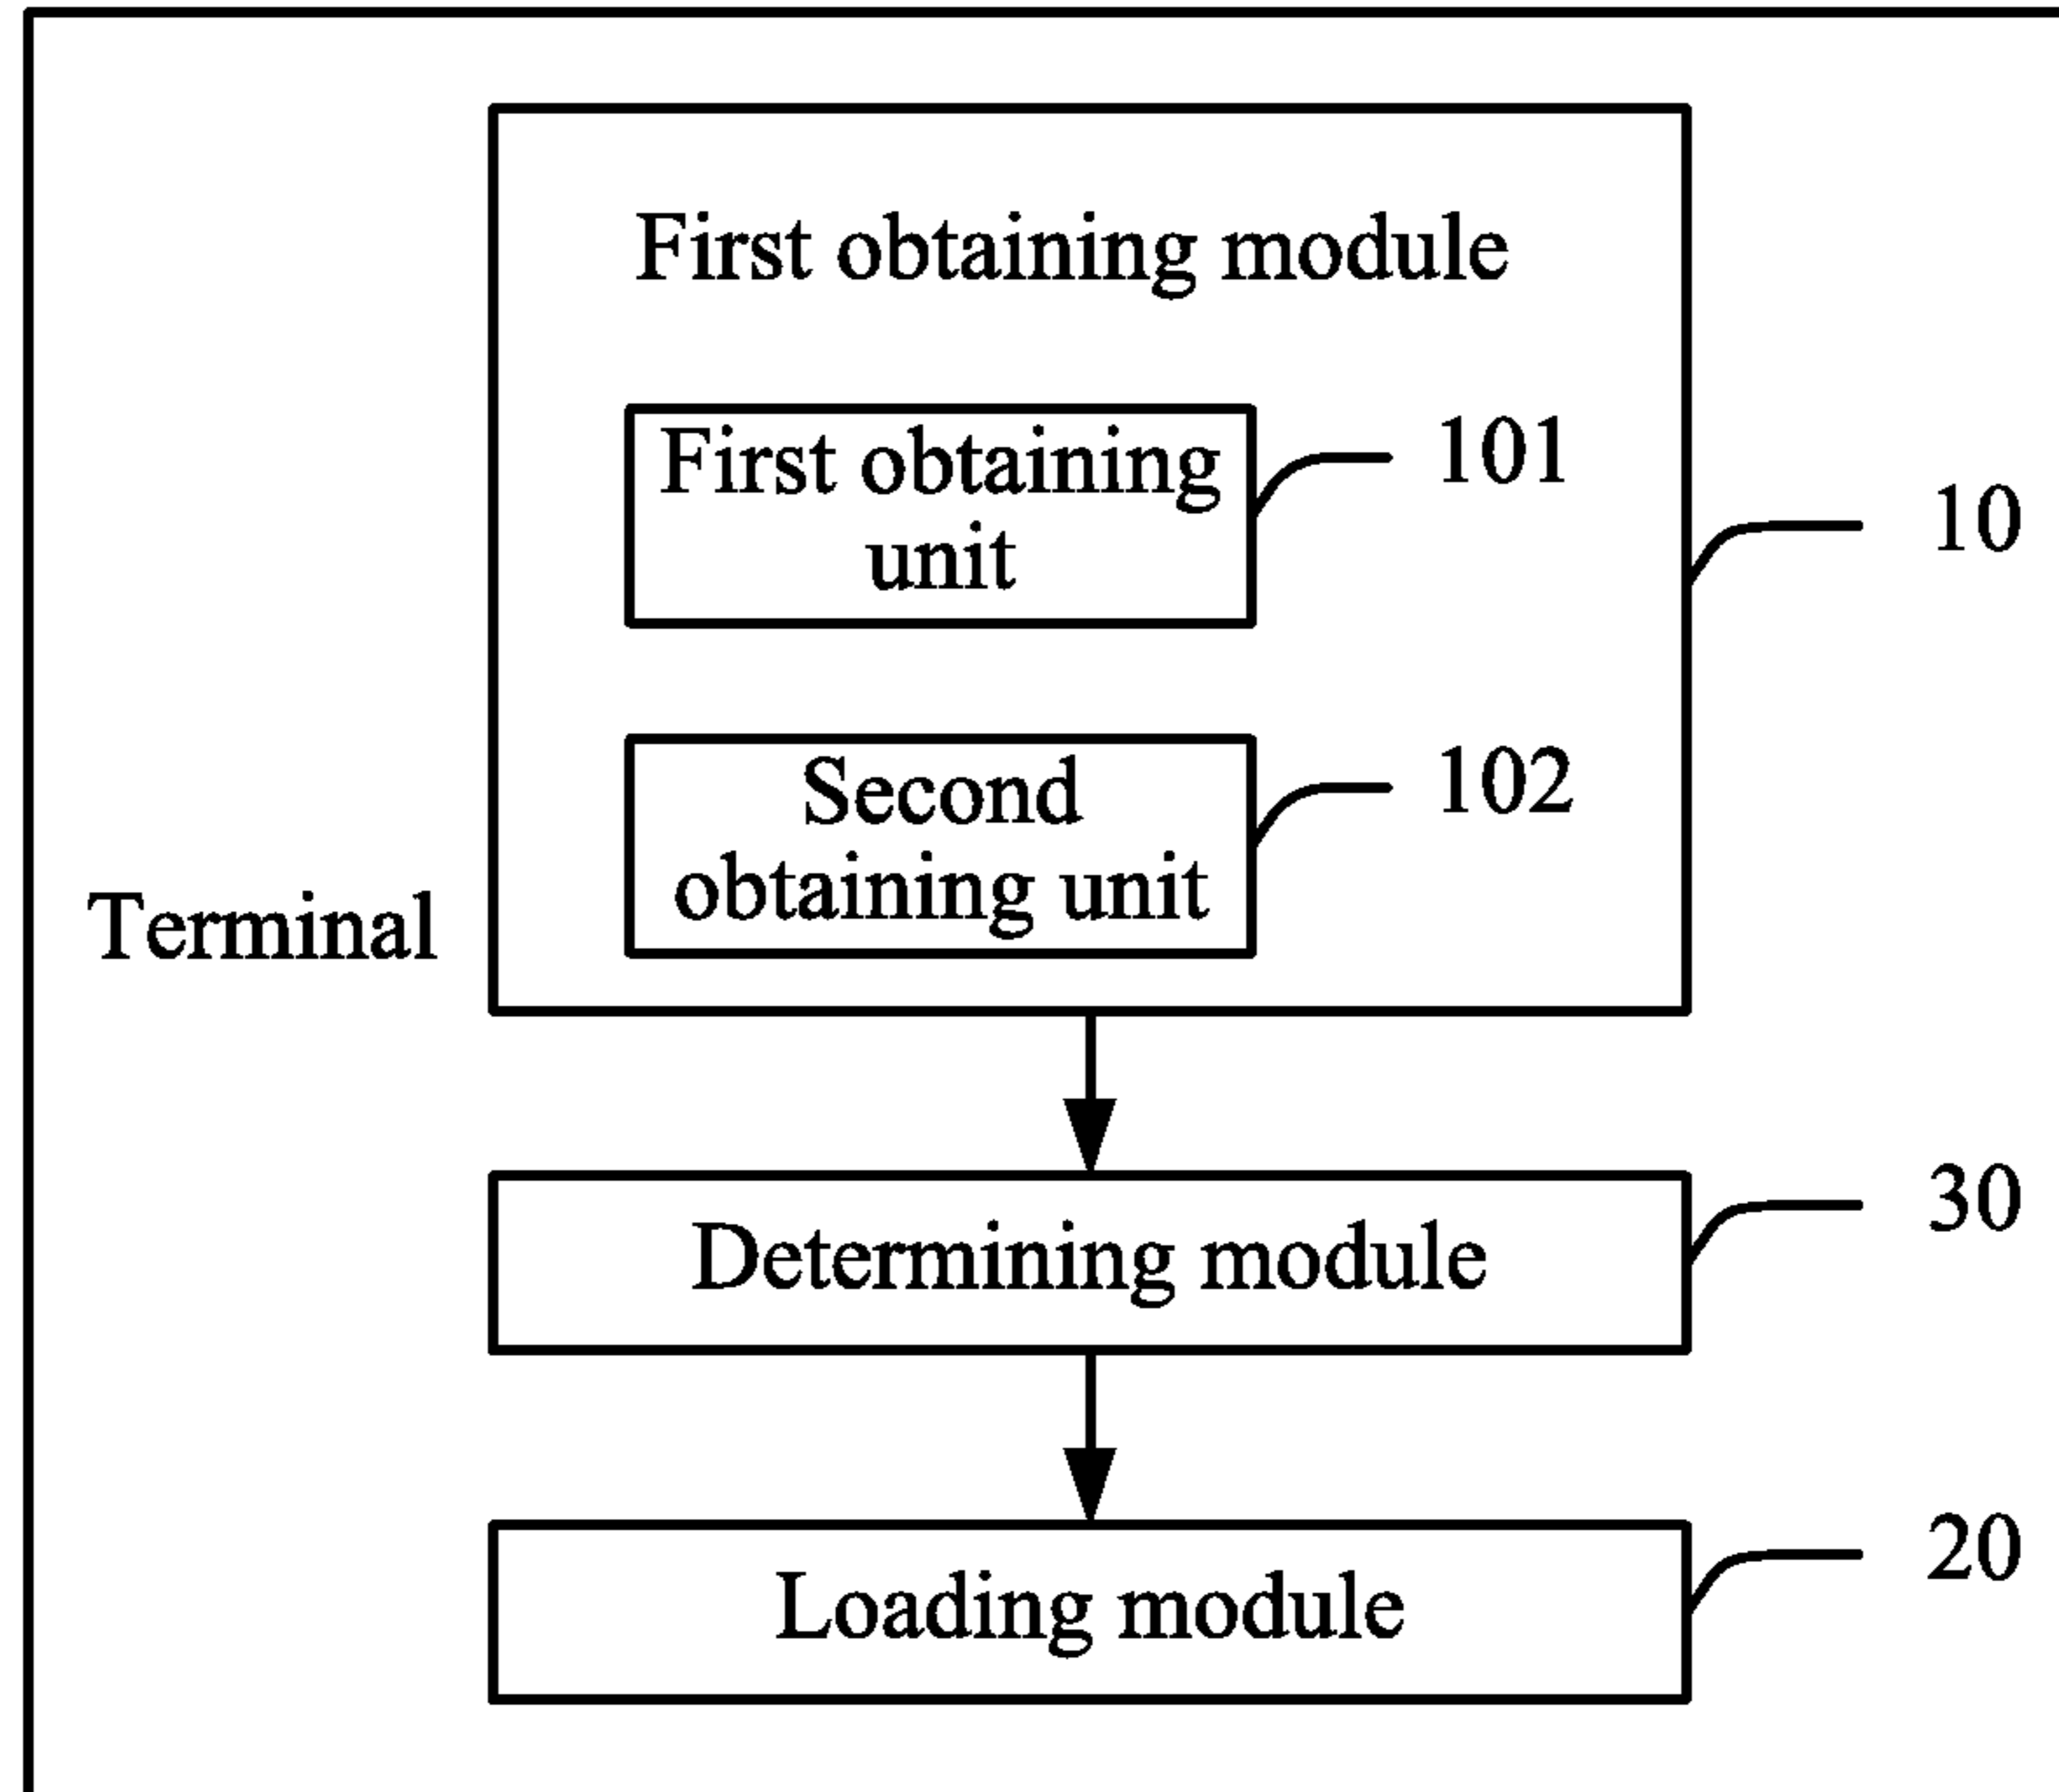 First obtaining module
First obtaining
unit
101
10
Second
obtaining unit
102
Terminal
Determining module
30
Loading module
20